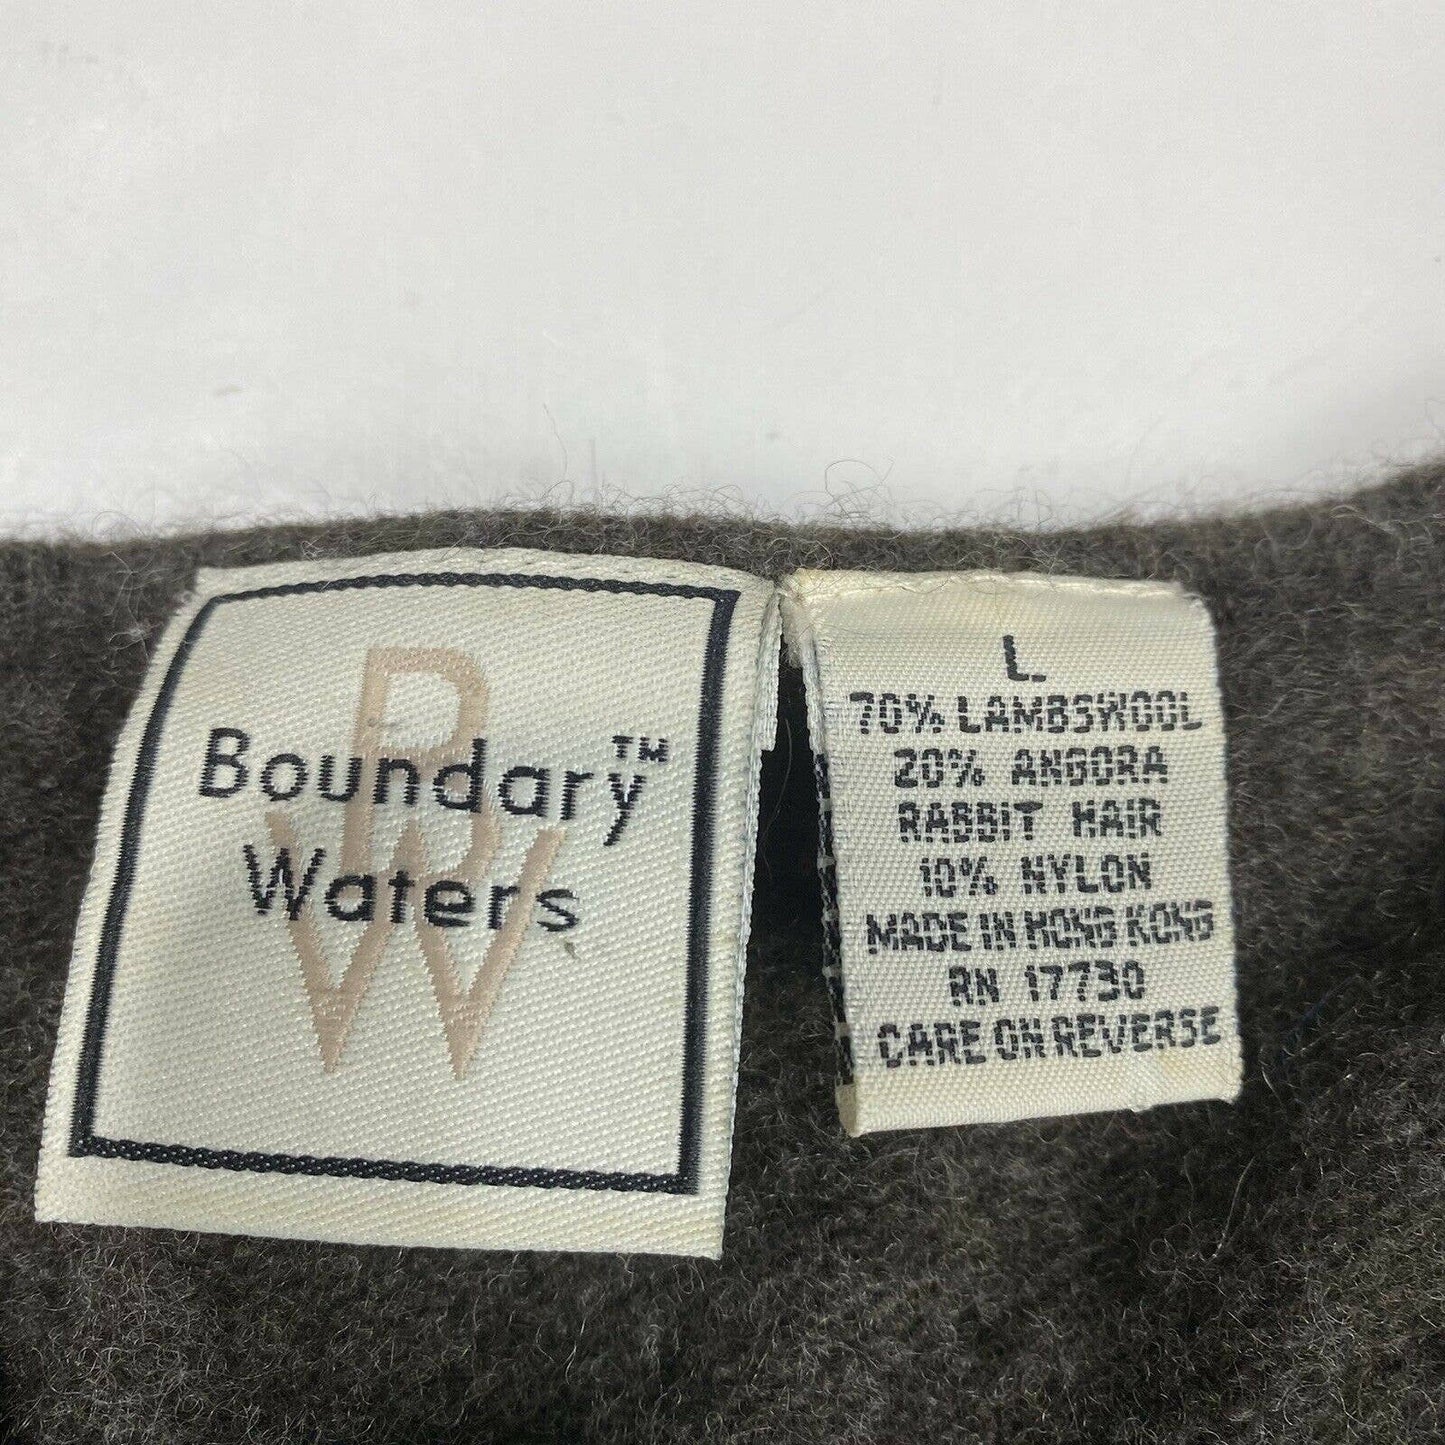 BW
Boundary™
Waters
L.
70% LAMBSWOOL
20% ANGORA
RABBIT HAIR
10% NYLON
MADE IN HONG KONG
RN 17730
CARE ON REVERSE